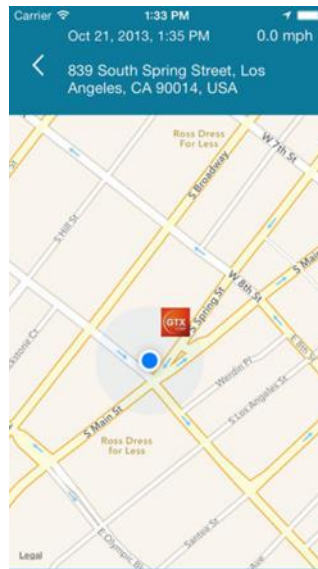 Carrier 1:33 PM
Oct 21, 2013, 1:35 PM 0.0 mph
839 South Spring Street, Los
Angeles, CA 90014, USA
Ross Dress
For Less
W 7th St
S Broadway
S Hill St
S Main
W 8th St
GTX
S Spring St
E 8th S
Werdin Pl
S Los Angeles St
S Main St
Ross Dress
for Less
Santee St
E Olympic Bl
Ave
Legal